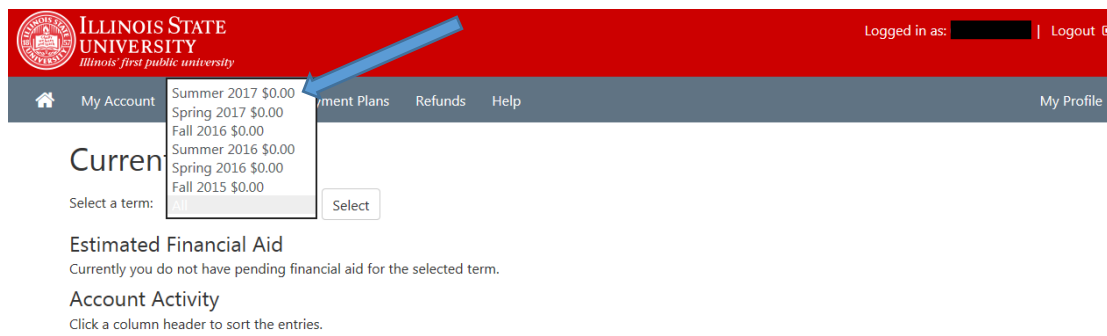 ILLINOIS STATE
UNIVERSITY
Illinois' first public university
Logged in as: | Logout
My Account
yment Plans Refunds Help My Profile
Summer 2017 $0.00
Spring 2017 $0.00
Fall 2016 $0.00
Summer 2016 $0.00
Spring 2016 $0.00
Fall 2015 $0.00
All
Curren
Select a term: Select
Estimated Financial Aid
Currently you do not have pending financial aid for the selected term.
Account Activity
Click a column header to sort the entries.